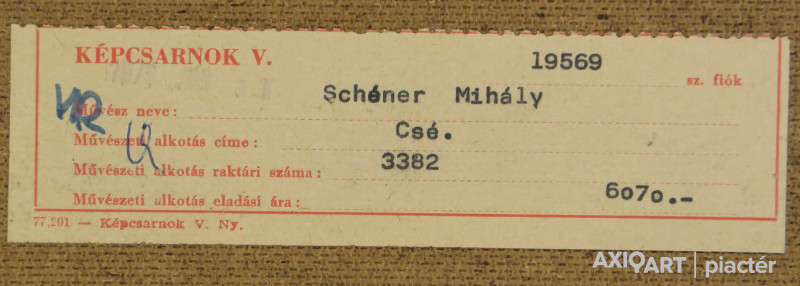 KÉPCSARNOK V.
19569 sz. fiók
Művész neve: Schéner Mihály
Művészeti alkotás címe: Csé.
Művészeti alkotás raktári száma: 3382
Művészeti alkotás eladási ára: 6070.-
77,201 — Képcsarnok V. Ny.
AXIOART | piactér